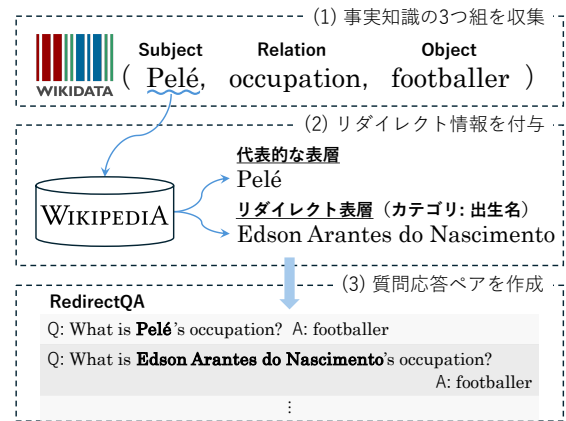 (1) 事実知識の3つ組を収集
Subject Relation Object
WIKIDATA ( Pelé, occupation, footballer )
(2) リダイレクト情報を付与
代表的な表層
Pelé
WIKIPEDIA
リダイレクト表層（カテゴリ: 出生名）
Edson Arantes do Nascimento
(3) 質問応答ペアを作成
RedirectQA
Q: What is Pelé's occupation? A: footballer
Q: What is Edson Arantes do Nascimento's occupation?
A: footballer
⋮